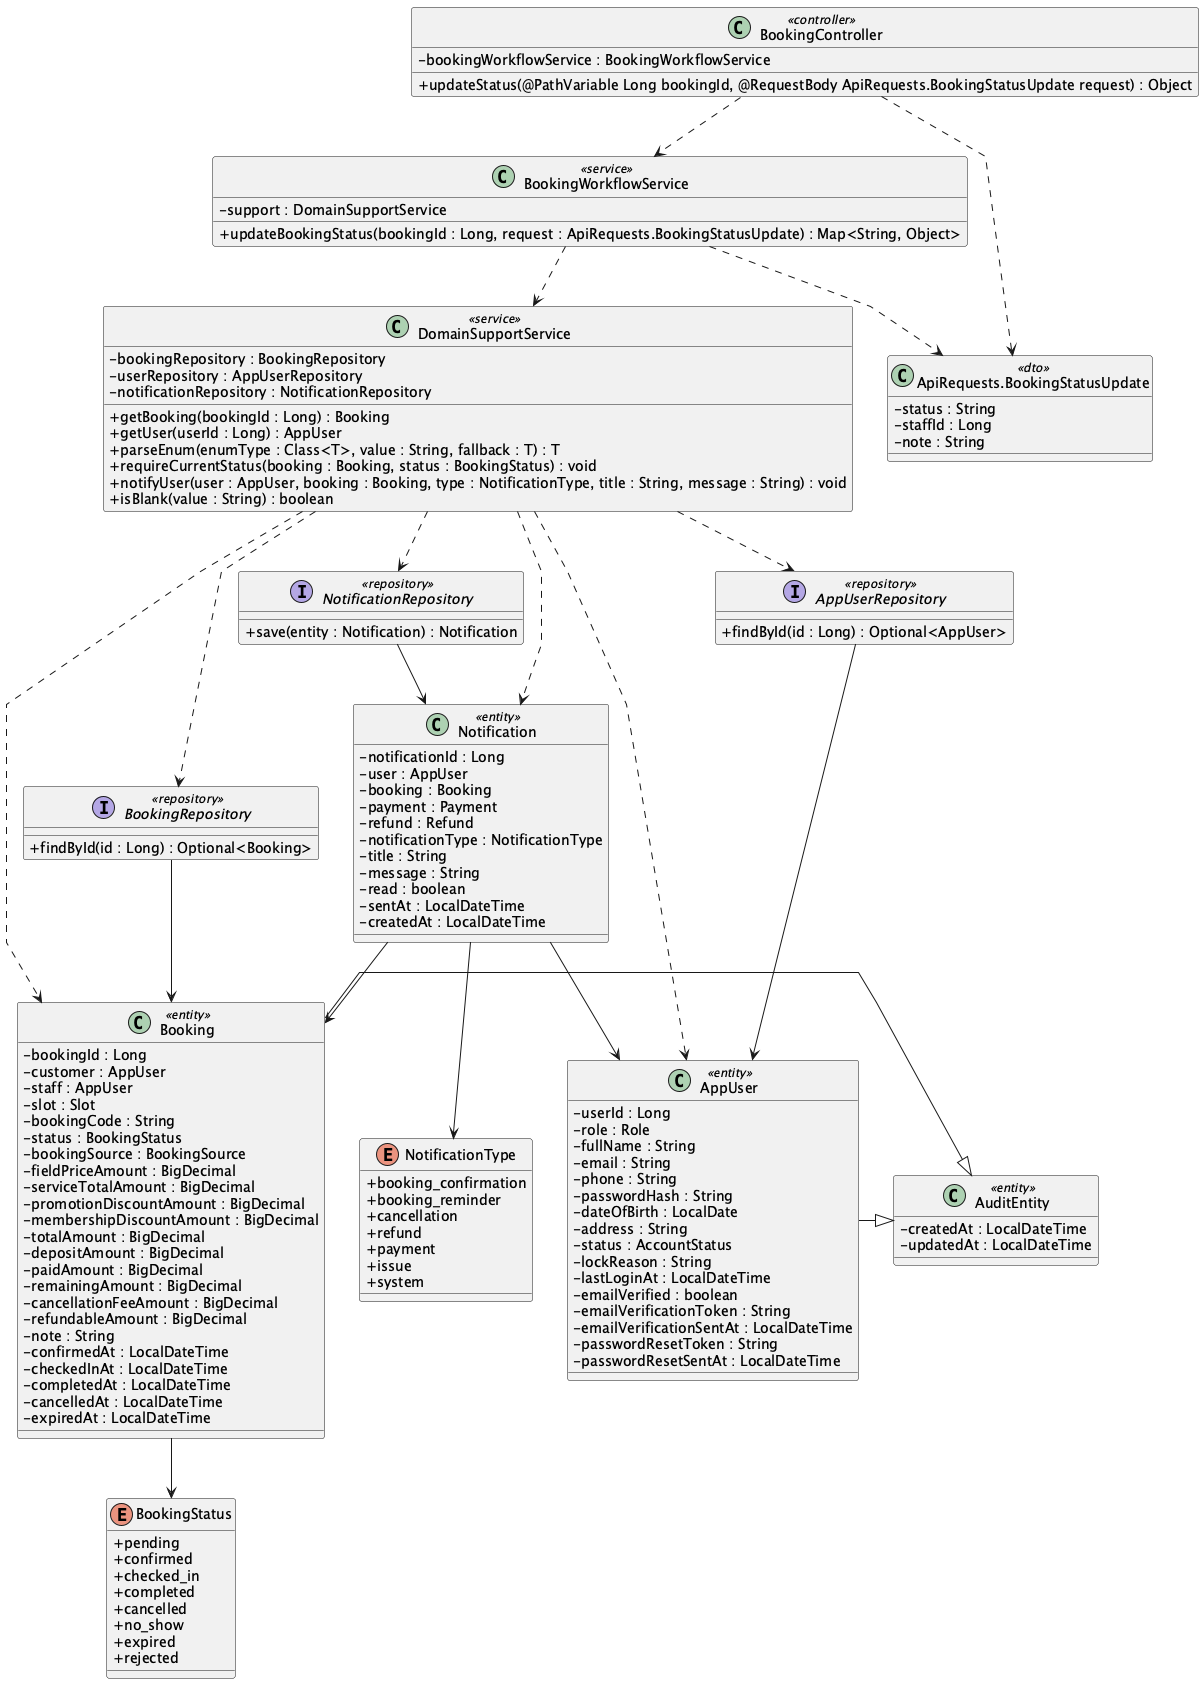 «controller»
C BookingController
-bookingWorkflowService : BookingWorkflowService
+updateStatus(@PathVariable Long bookingId, @RequestBody ApiRequests.BookingStatusUpdate request) : Object
«service»
C BookingWorkflowService
-support : DomainSupportService
+updateBookingStatus(bookingId : Long, request : ApiRequests.BookingStatusUpdate) : Map<String, Object>
«service»
C DomainSupportService
-bookingRepository : BookingRepository
-userRepository : AppUserRepository
-notificationRepository : NotificationRepository
+getBooking(bookingId : Long) : Booking
+getUser(userId : Long) : AppUser
+parseEnum(enumType : Class<T>, value : String, fallback : T) : T
+requireCurrentStatus(booking : Booking, status : BookingStatus) : void
+notifyUser(user : AppUser, booking : Booking, type : NotificationType, title : String, message : String) : void
+isBlank(value : String) : boolean
«dto»
C ApiRequests.BookingStatusUpdate
-status : String
-staffId : Long
-note : String
«repository»
I NotificationRepository
+save(entity : Notification) : Notification
«repository»
I AppUserRepository
+findById(id : Long) : Optional<AppUser>
«entity»
C Notification
-notificationId : Long
-user : AppUser
-booking : Booking
-payment : Payment
-refund : Refund
-notificationType : NotificationType
-title : String
-message : String
-read : boolean
-sentAt : LocalDateTime
-createdAt : LocalDateTime
«repository»
I BookingRepository
+findById(id : Long) : Optional<Booking>
«entity»
C Booking
-bookingId : Long
-customer : AppUser
-staff : AppUser
-slot : Slot
-bookingCode : String
-status : BookingStatus
-bookingSource : BookingSource
-fieldPriceAmount : BigDecimal
-serviceTotalAmount : BigDecimal
-promotionDiscountAmount : BigDecimal
-membershipDiscountAmount : BigDecimal
-totalAmount : BigDecimal
-depositAmount : BigDecimal
-paidAmount : BigDecimal
-remainingAmount : BigDecimal
-cancellationFeeAmount : BigDecimal
-refundableAmount : BigDecimal
-note : String
-confirmedAt : LocalDateTime
-checkedInAt : LocalDateTime
-completedAt : LocalDateTime
-cancelledAt : LocalDateTime
-expiredAt : LocalDateTime
E NotificationType
+booking_confirmation
+booking_reminder
+cancellation
+refund
+payment
+issue
+system
«entity»
C AppUser
-userId : Long
-role : Role
-fullName : String
-email : String
-phone : String
-passwordHash : String
-dateOfBirth : LocalDate
-address : String
-status : AccountStatus
-lockReason : String
-lastLoginAt : LocalDateTime
-emailVerified : boolean
-emailVerificationToken : String
-emailVerificationSentAt : LocalDateTime
-passwordResetToken : String
-passwordResetSentAt : LocalDateTime
«entity»
C AuditEntity
-createdAt : LocalDateTime
-updatedAt : LocalDateTime
E BookingStatus
+pending
+confirmed
+checked_in
+completed
+cancelled
+no_show
+expired
+rejected